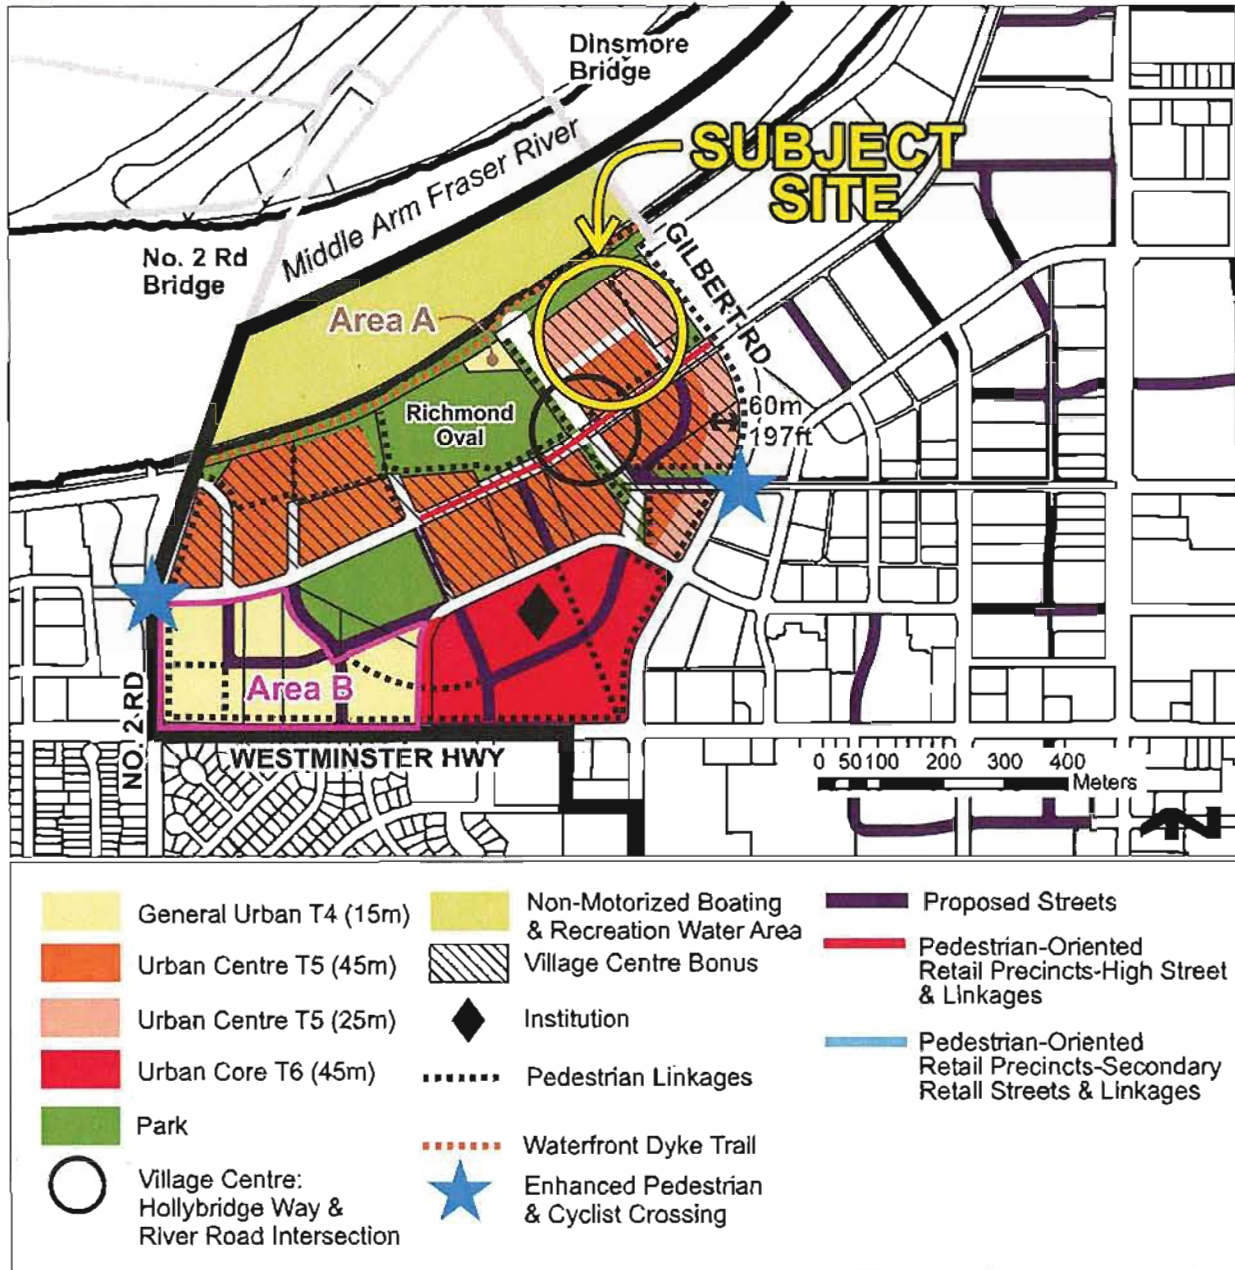 Dinsmore
Bridge
SUBJECT
SITE
Middle Arm Fraser River
No. 2 Rd
Bridge
GILBERT RD
Area A
Richmond
Oval
60m
197ft
Area B
NO. 2 RD
WESTMINSTER HWY
0 50 100 200 300 400
Meters
General Urban T4 (15m)
Urban Centre T5 (45m)
Urban Centre T5 (25m)
Urban Core T6 (45m)
Park
Village Centre:
Hollybridge Way &
River Road Intersection
Non-Motorized Boating
& Recreation Water Area
Village Centre Bonus
Institution
Pedestrian Linkages
Waterfront Dyke Trail
Enhanced Pedestrian
& Cyclist Crossing
Proposed Streets
Pedestrian-Oriented
Retail Precincts-High Street
& Linkages
Pedestrian-Oriented
Retail Precincts-Secondary
Retail Streets & Linkages